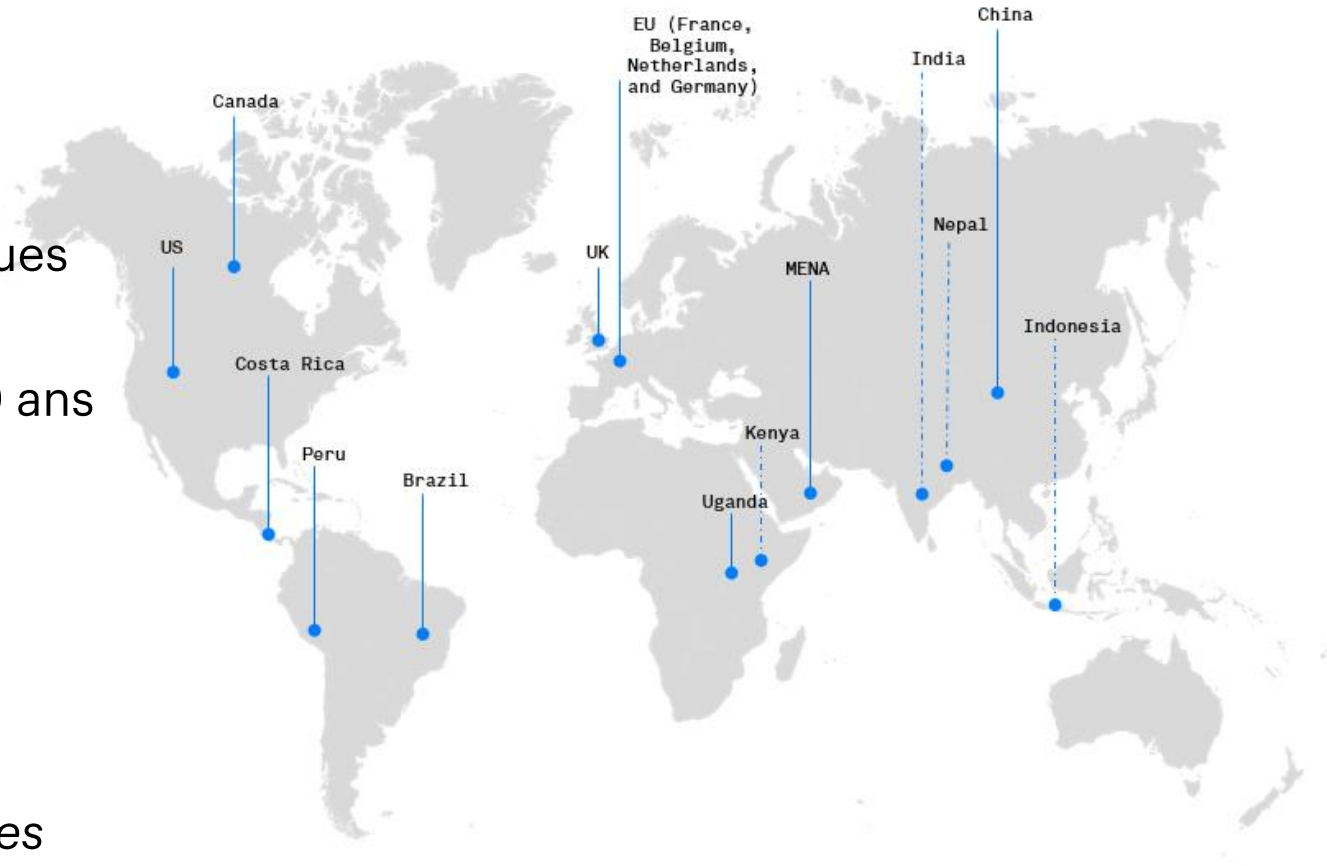 China
EU (France,
Belgium,
Netherlands,
and Germany)
India
Canada
Nepal
US
UK
MENA
ues
Indonesia
Costa Rica
ans
Kenya
Peru
Brazil
Uganda
es